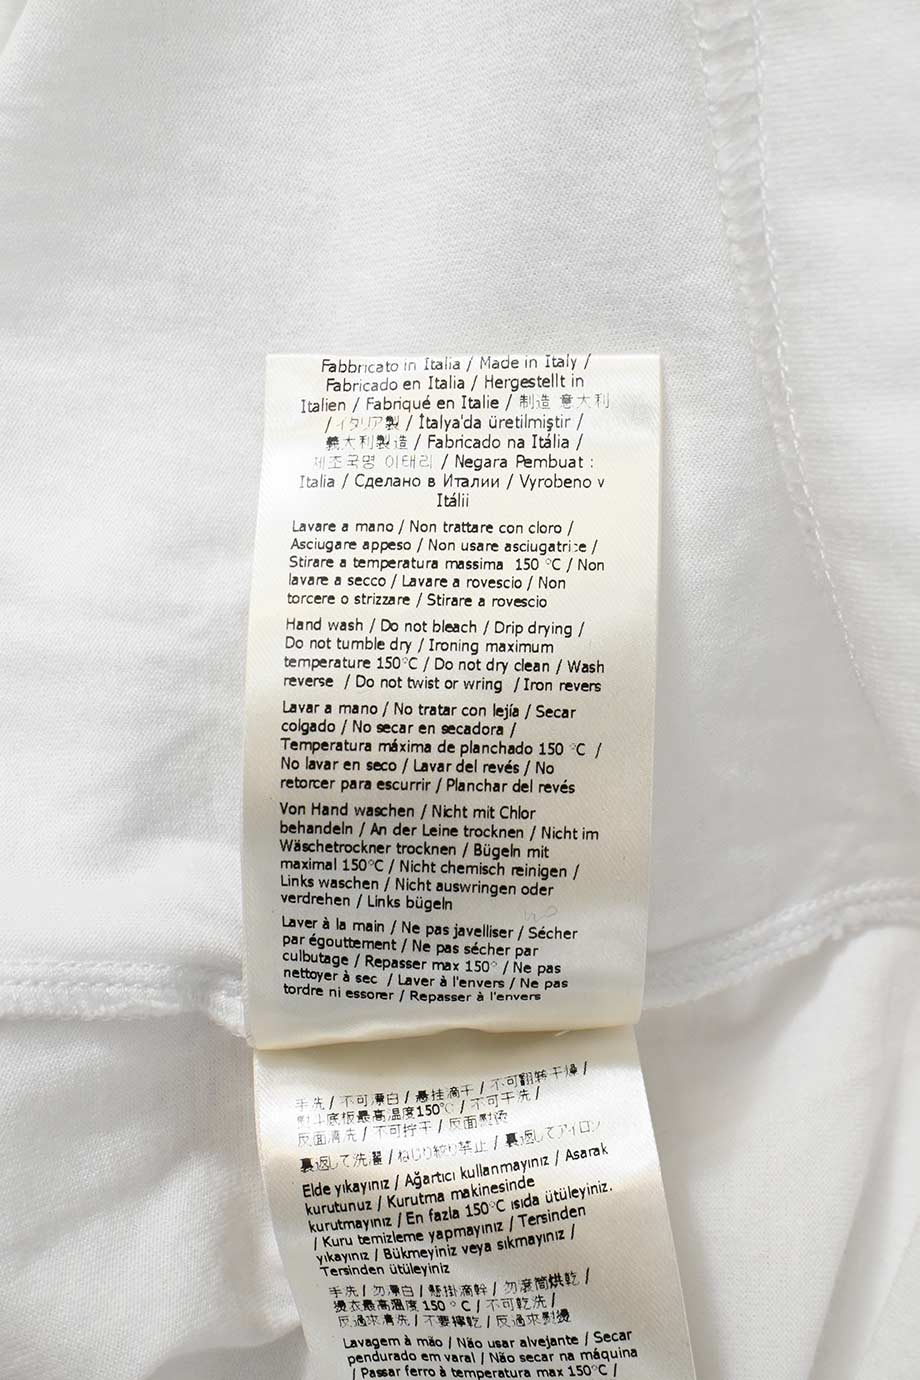 Fabbricato in Italia / Made in Italy /
Fabricado en Italia / Hergestellt in
Italien / Fabriqué en Italie / 制造 意大利
/ イタリア製 / İtalya'da üretilmiştir /
義大利製造 / Fabricado na Itália /
제조국명 이태리 / Negara Pembuat :
Italia / Сделано в Италии / Vyrobeno v
Itálii
Lavare a mano / Non trattare con cloro /
Asciugare appeso / Non usare asciugatrice /
Stirare a temperatura massima 150 °C / Non
lavare a secco / Lavare a rovescio / Non
torcere o strizzare / Stirare a rovescio
Hand wash / Do not bleach / Drip drying /
Do not tumble dry / Ironing maximum
temperature 150°C / Do not dry clean / Wash
reverse / Do not twist or wring / Iron revers
Lavar a mano / No tratar con lejía / Secar
colgado / No secar en secadora /
Temperatura máxima de planchado 150 °C /
No lavar en seco / Lavar del revés / No
retorcer para escurrir / Planchar del revés
Von Hand waschen / Nicht mit Chlor
behandeln / An der Leine trocknen / Nicht im
Wäschetrockner trocknen / Bügeln mit
maximal 150°C / Nicht chemisch reinigen /
Links waschen / Nicht auswringen oder
verdrehen / Links bügeln
Laver à la main / Ne pas javelliser / Sécher
par égouttement / Ne pas sécher par
culbutage / Repasser max 150° / Ne pas
nettoyer à sec / Laver à l'envers / Ne pas
tordre ni essorer / Repasser à l'envers
手洗 / 不可漂白 / 悬挂滴干 / 不可翻转干燥 /
熨斗底板最高温度150°C / 不可干洗 /
反面清洗 / 不可拧干 / 反面熨烫
裏返して洗濯 / ねじり絞り禁止 / 裏返してアイロン
Elde yıkayınız / Ağartıcı kullanmayınız / Asarak
kurutunuz / Kurutma makinesinde
kurutmayınız / En fazla 150°C ısıda ütüleyiniz.
/ Kuru temizleme yapmayınız / Tersinden
yıkayınız / Bükmeyiniz veya sıkmayınız /
Tersinden ütüleyiniz
手洗 / 勿漂白 / 懸掛滴幹 / 勿滾筒烘乾 /
燙衣最高溫度 150 °C / 不可乾洗 /
反過來清洗 / 不要擰乾 / 反過來熨燙
Lavagem à mão / Não usar alvejante / Secar
pendurado em varal / Não secar na máquina
/ Passar ferro à temperatura max 150°C /